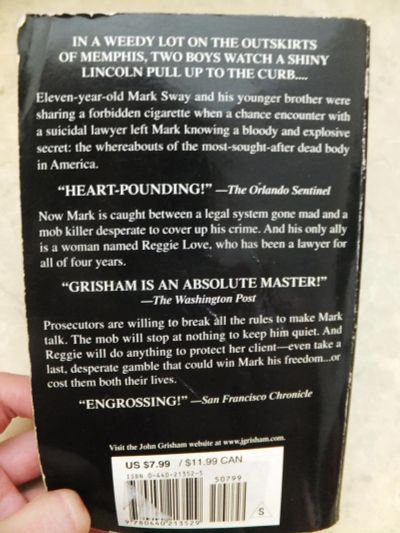 IN A WEEDY LOT ON THE OUTSKIRTS
OF MEMPHIS, TWO BOYS WATCH A SHINY
LINCOLN PULL UP TO THE CURB....
Eleven-year-old Mark Sway and his younger brother were
sharing a forbidden cigarette when a chance encounter with
a suicidal lawyer left Mark knowing a bloody and explosive
secret: the whereabouts of the most-sought-after dead body
in America.
“HEART-POUNDING!” —The Orlando Sentinel
Now Mark is caught between a legal system gone mad and a
mob killer desperate to cover up his crime. And his only ally
is a woman named Reggie Love, who has been a lawyer for
all of four years.
“GRISHAM IS AN ABSOLUTE MASTER!”
—The Washington Post
Prosecutors are willing to break all the rules to make Mark
talk. The mob will stop at nothing to keep him quiet. And
Reggie will do anything to protect her client—even take a
last, desperate gamble that could win Mark his freedom...or
cost them both their lives.
“ENGROSSING!” —San Francisco Chronicle
Visit the John Grisham website at www.jgrisham.com.
US $7.99 / $11.99 CAN
ISBN 0-440-21352-5
50799
9 780440 213529
S